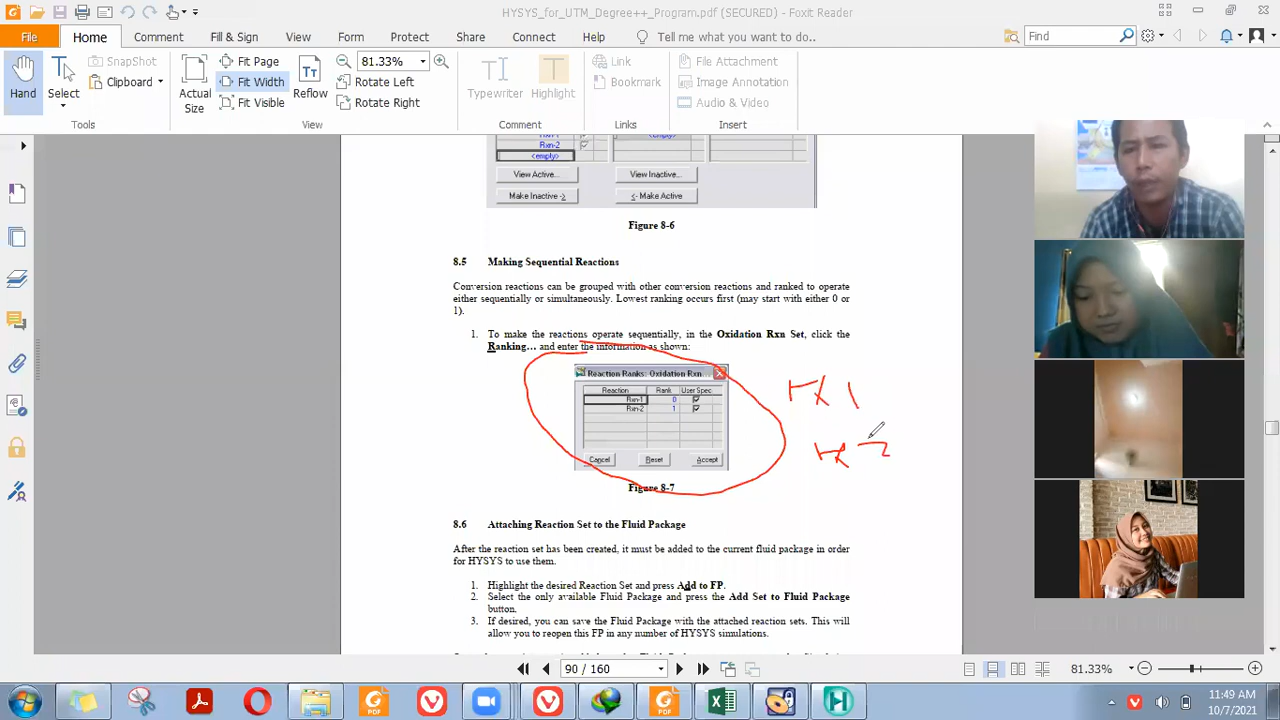 HYSYS_for_UTM_Degree++_Program.pdf (SECURED) - Foxit Reader
File Home Comment Fill & Sign View Form Protect Share Connect Help Tell me what you want to do.. Find
Hand
Select
SnapShot
Clipboard
Tools
Actual Size
Fit Page
Fit Width
Fit Visible
Reflow
81.33%
Rotate Left
Rotate Right
View
Typewriter
Highlight
Comment
Link
Bookmark
Links
File Attachment
Image Annotation
Audio & Video
Insert
Rxn-2
<empty>
View Active... View Inactive...
Make Inactive -> <- Make Active
Figure 8-6
8.5 Making Sequential Reactions
Conversion reactions can be grouped with other conversion reactions and ranked to operate
either sequentially or simultaneously. Lowest ranking occurs first (may start with either 0 or
1).
1. To make the reactions operate sequentially, in the Oxidation Rxn Set, click the
Ranking... and enter the information as shown:
Reaction Ranks: Oxidation Rxn...
Reaction Rank User Spec
Rxn-1 0
Rxn-2 1
Cancel Reset Accept
rx 1
rx 2
Figure 8-7
8.6 Attaching Reaction Set to the Fluid Package
After the reaction set has been created, it must be added to the current fluid package in order
for HYSYS to use them.
1. Highlight the desired Reaction Set and press Add to FP.
2. Select the only available Fluid Package and press the Add Set to Fluid Package
button.
3. If desired, you can save the Fluid Package with the attached reaction sets. This will
allow you to reopen this FP in any number of HYSYS simulations.
90 / 160
81.33%
11:49 AM
10/7/2021